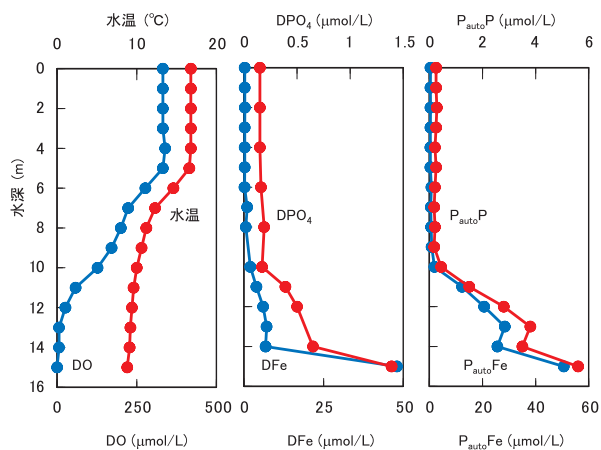 水温 (℃)
DPO₄ (μmol/L)
PautoP (μmol/L)
0 10 20
0 0.5 1 1.5
0 2 4 6
水深 (m)
0
2
4
6
8
10
12
14
16
水温
DO
DPO₄
DFe
PautoP
PautoFe
0 250 500
0 25 50
0 20 40 60
DO (μmol/L)
DFe (μmol/L)
PautoFe (μmol/L)